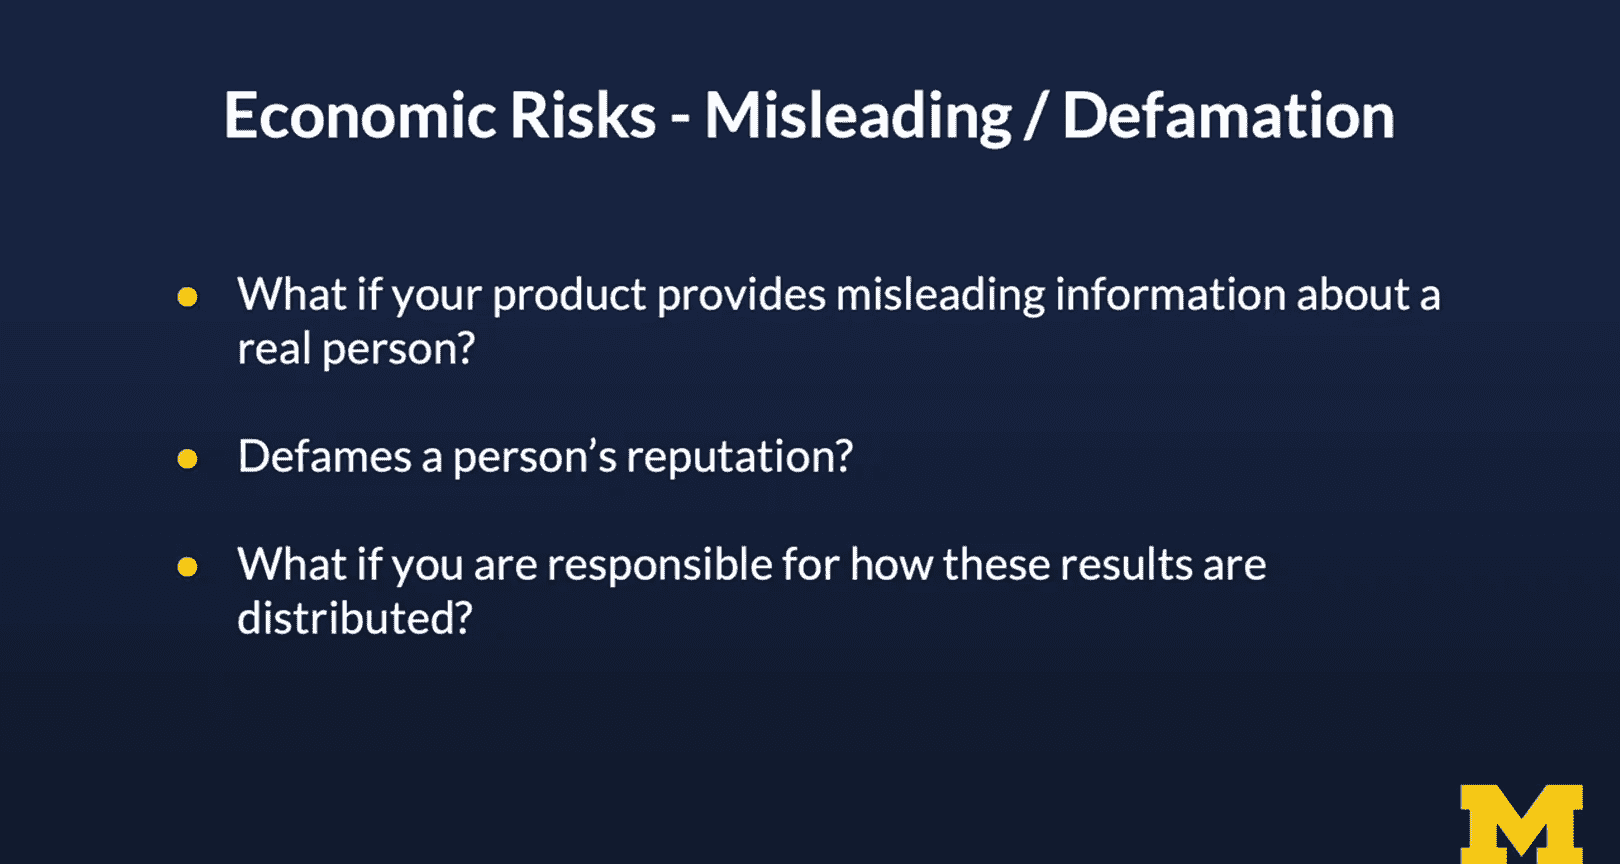 Economic Risks - Misleading / Defamation
What if your product provides misleading information about a
real person?
Defames a person’s reputation?
What if you are responsible for how these results are
distributed?
M